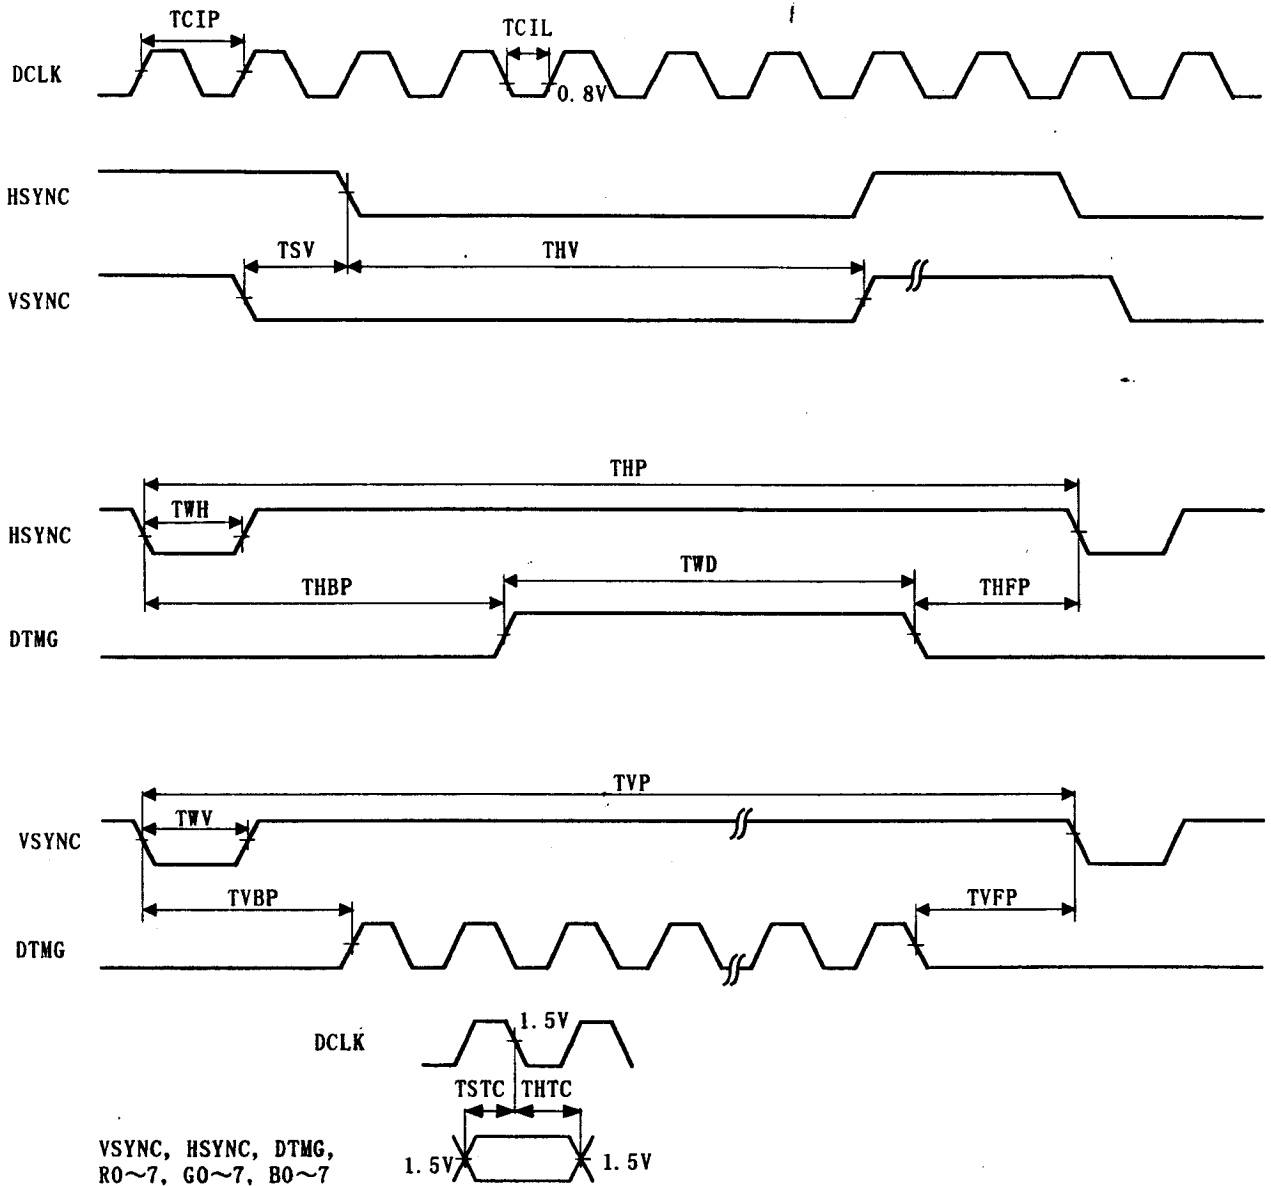 TCIP
TCIL
DCLK
0.8V
HSYNC
TSV
THV
VSYNC
THP
TWH
HSYNC
TWD
THBP
THFP
DTMG
TVP
TWV
VSYNC
TVBP
TVFP
DTMG
1.5V
DCLK
TSTC THTC
VSYNC, HSYNC, DTMG,
1.5V
1.5V
R0~7, G0~7, B0~7